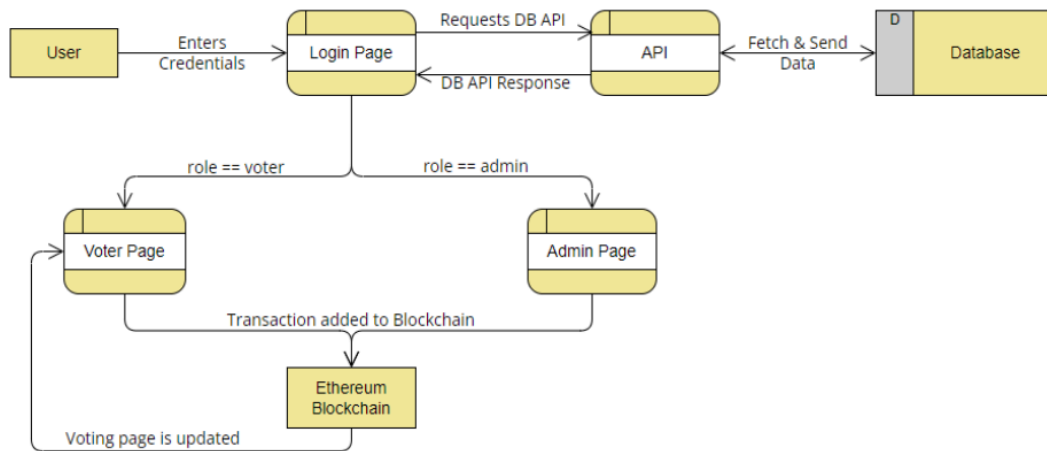 Requests DB API
D
User
Enters
Credentials
Login Page
API
Fetch & Send
Data
Database
DB API Response
role == voter
role == admin
Voter Page
Admin Page
Transaction added to Blockchain
Ethereum
Blockchain
Voting page is updated